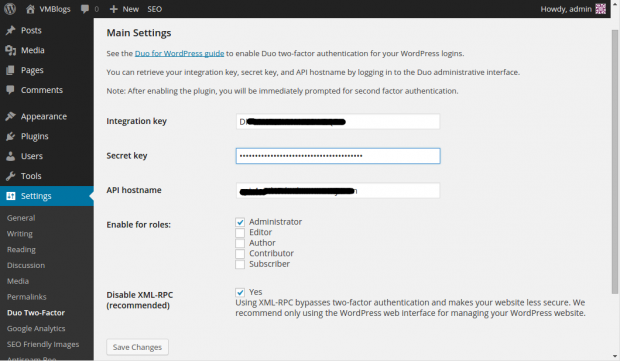 VMBlogs 0 + New SEO Howdy, admin
Posts
Media
Pages
Comments
Appearance
Plugins
Users
Tools
Settings
General
Writing
Reading
Discussion
Media
Permalinks
Duo Two-Factor
Google Analytics
SEO Friendly Images
Antispam Bee
Main Settings
See the Duo for WordPress guide to enable Duo two-factor authentication for your WordPress logins.
You can retrieve your integration key, secret key, and API hostname by logging in to the Duo administrative interface.
Note: After enabling the plugin, you will be immediately prompted for second factor authentication.
Integration key
Secret key
API hostname
Enable for roles:
Administrator
Editor
Author
Contributor
Subscriber
Disable XML-RPC
(recommended)
Yes
Using XML-RPC bypasses two-factor authentication and makes your website less secure. We
recommend only using the WordPress web interface for managing your WordPress website.
Save Changes